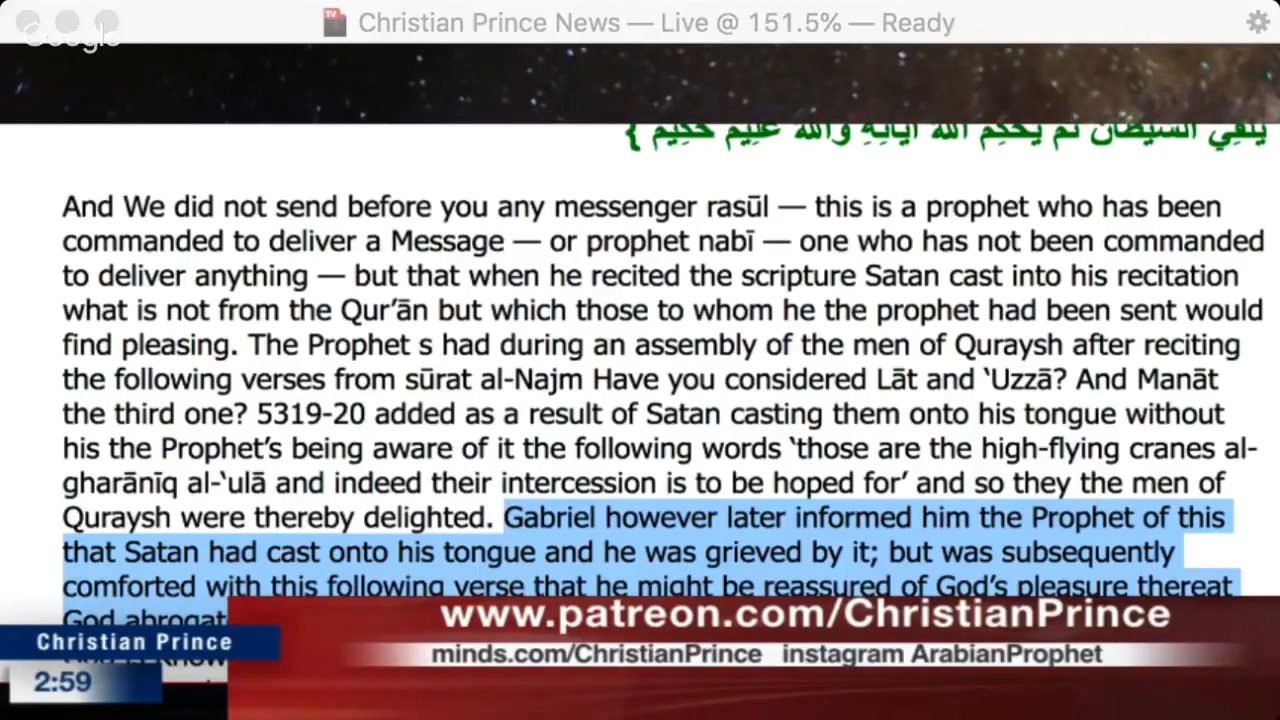 Christian Prince News — Live @ 151.5% — Ready
Google
يُلْقِي الشَّيْطَانُ ثُمَّ يُحْكِمُ اللَّهُ آيَاتِهِ وَاللَّهُ عَلِيمٌ حَكِيمٌ }
And We did not send before you any messenger rasūl — this is a prophet who has been
commanded to deliver a Message — or prophet nabī — one who has not been commanded
to deliver anything — but that when he recited the scripture Satan cast into his recitation
what is not from the Qur’ān but which those to whom he the prophet had been sent would
find pleasing. The Prophet s had during an assembly of the men of Quraysh after reciting
the following verses from sūrat al-Najm Have you considered Lāt and ‘Uzzā? And Manāt
the third one? 5319-20 added as a result of Satan casting them onto his tongue without
his the Prophet’s being aware of it the following words ‘those are the high-flying cranes al-
gharānīq al-‘ulā and indeed their intercession is to be hoped for’ and so they the men of
Quraysh were thereby delighted. Gabriel however later informed him the Prophet of this
that Satan had cast onto his tongue and he was grieved by it; but was subsequently
comforted with this following verse that he might be reassured of God’s pleasure thereat
God abrogat
www.patreon.com/ChristianPrince
Christian Prince
minds.com/ChristianPrince instagram ArabianProphet
2:59